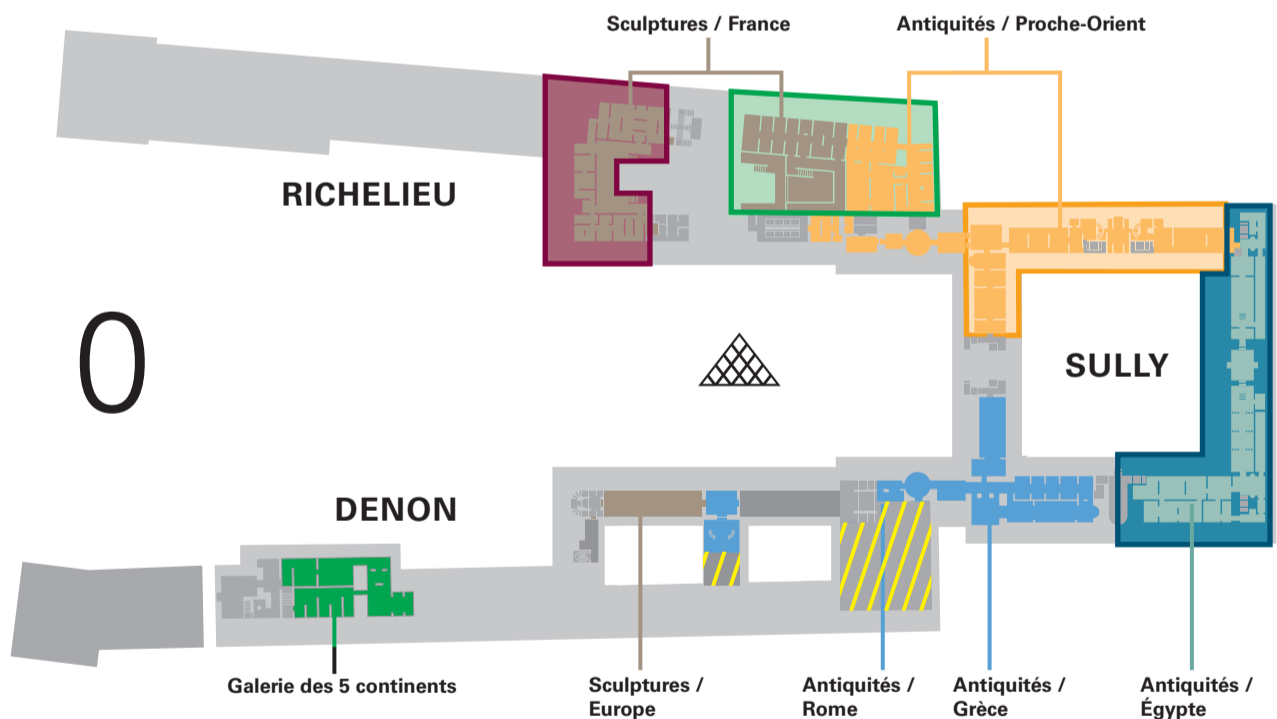 Sculptures / France
Antiquités / Proche-Orient
RICHELIEU
0
SULLY
DENON
Galerie des 5 continents
Sculptures /
Europe
Antiquités /
Rome
Antiquités /
Grèce
Antiquités /
Égypte